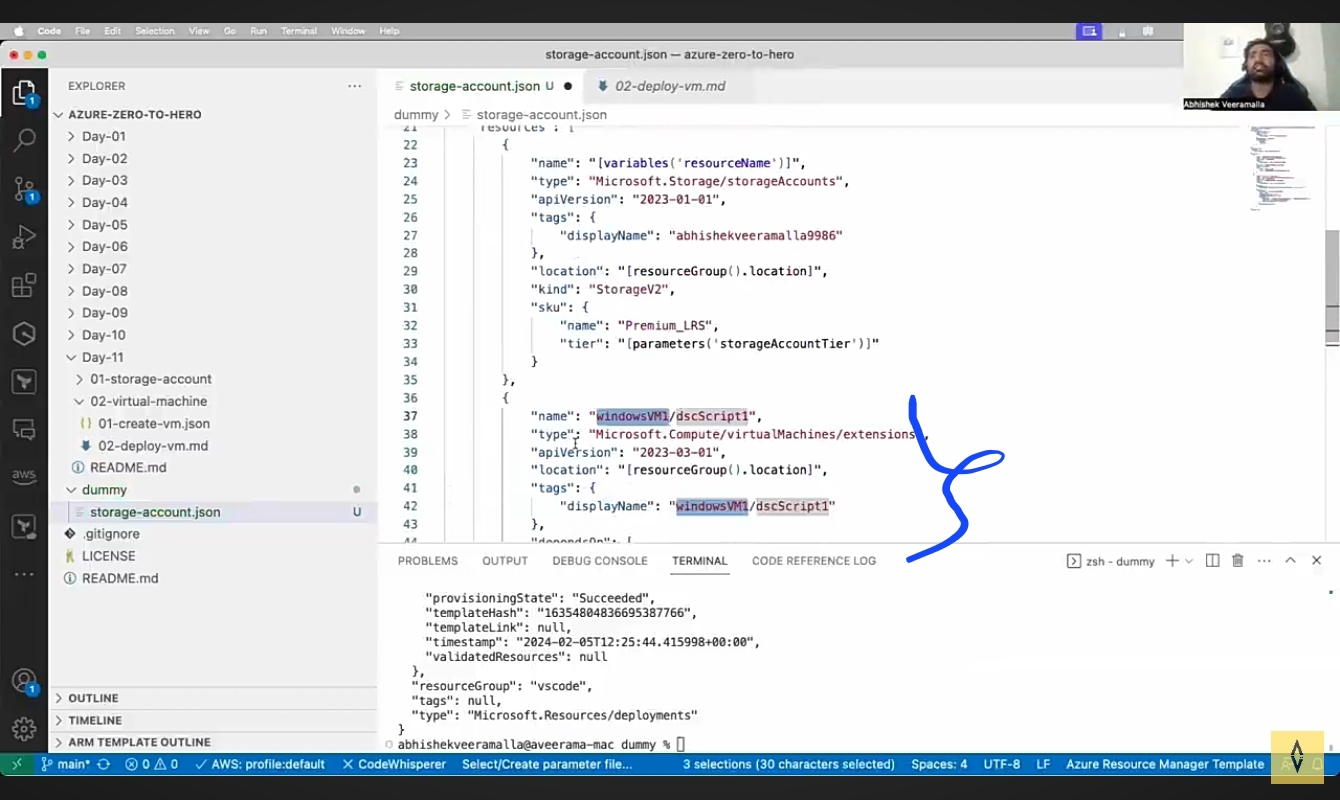 Code File Edit Selection View Go Run Terminal Window Help
storage-account.json — azure-zero-to-hero
Abhishek Veeramalla
EXPLORER
storage-account.json U
02-deploy-vm.md
AZURE-ZERO-TO-HERO
dummy > storage-account.json
Day-01
Day-02
Day-03
Day-04
Day-05
Day-06
Day-07
Day-08
Day-09
Day-10
Day-11
01-storage-account
02-virtual-machine
01-create-vm.json
02-deploy-vm.md
README.md
dummy
storage-account.json U
.gitignore
LICENSE
README.md
OUTLINE
TIMELINE
ARM TEMPLATE OUTLINE
21 "resources": [
22 {
23 "name": "[variables('resourceName')]",
24 "type": "Microsoft.Storage/storageAccounts",
25 "apiVersion": "2023-01-01",
26 "tags": {
27 "displayName": "abhishekveeramalla9986"
28 },
29 "location": "[resourceGroup().location]",
30 "kind": "StorageV2",
31 "sku": {
32 "name": "Premium_LRS",
33 "tier": "[parameters('storageAccountTier')]"
34 }
35 },
36 {
37 "name": "windowsVM1/dscScript1",
38 "type": "Microsoft.Compute/virtualMachines/extensions",
39 "apiVersion": "2023-03-01",
40 "location": "[resourceGroup().location]",
41 "tags": {
42 "displayName": "windowsVM1/dscScript1"
43 },
44 "dependsOn": [
PROBLEMS OUTPUT DEBUG CONSOLE TERMINAL CODE REFERENCE LOG
zsh - dummy
"provisioningState": "Succeeded",
"templateHash": "16354804836695387766",
"templateLink": null,
"timestamp": "2024-02-05T12:25:44.415998+00:00",
"validatedResources": null
},
"resourceGroup": "vscode",
"tags": null,
"type": "Microsoft.Resources/deployments"
}
abhishekveeramalla@aveerama-mac dummy %
main* 0 0 AWS: profile:default CodeWhisperer Select/Create parameter file... 3 selections (30 characters selected) Spaces: 4 UTF-8 LF Azure Resource Manager Template